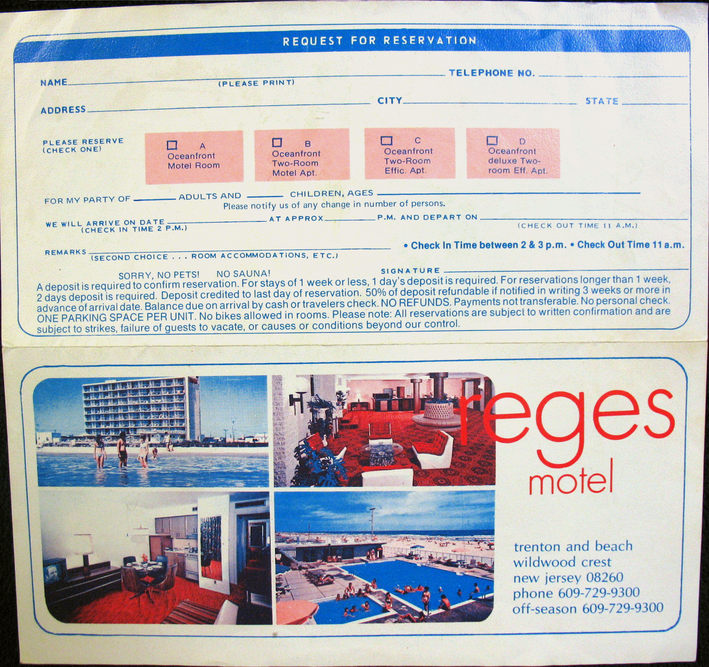 REQUEST FOR RESERVATION
NAME (PLEASE PRINT) TELEPHONE NO.
ADDRESS CITY STATE
PLEASE RESERVE
(CHECK ONE)
A
Oceanfront
Motel Room
B
Oceanfront
Two-Room
Motel Apt.
C
Oceanfront
Two-Room
Effic. Apt.
D
Oceanfront
deluxe Two-
room Eff. Apt.
FOR MY PARTY OF ADULTS AND CHILDREN, AGES
Please notify us of any change in number of persons.
WE WILL ARRIVE ON DATE AT APPROX P.M. AND DEPART ON
(CHECK IN TIME 2 P.M.) (CHECK OUT TIME 11 A.M.)
• Check In Time between 2 & 3 p.m. • Check Out Time 11 a.m.
REMARKS
(SECOND CHOICE ... ROOM ACCOMMODATIONS, ETC.)
SORRY, NO PETS! NO SAUNA! SIGNATURE
A deposit is required to confirm reservation. For stays of 1 week or less, 1 day's deposit is required. For reservations longer than 1 week,
2 days deposit is required. Deposit credited to last day of reservation. 50% of deposit refundable if notified in writing 3 weeks or more in
advance of arrival date. Balance due on arrival by cash or travelers check. NO REFUNDS. Payments not transferable. No personal check.
ONE PARKING SPACE PER UNIT. No bikes allowed in rooms. Please note: All reservations are subject to written confirmation and are
subject to strikes, failure of guests to vacate, or causes or conditions beyond our control.
reges
motel
trenton and beach
wildwood crest
new jersey 08260
phone 609-729-9300
off-season 609-729-9300